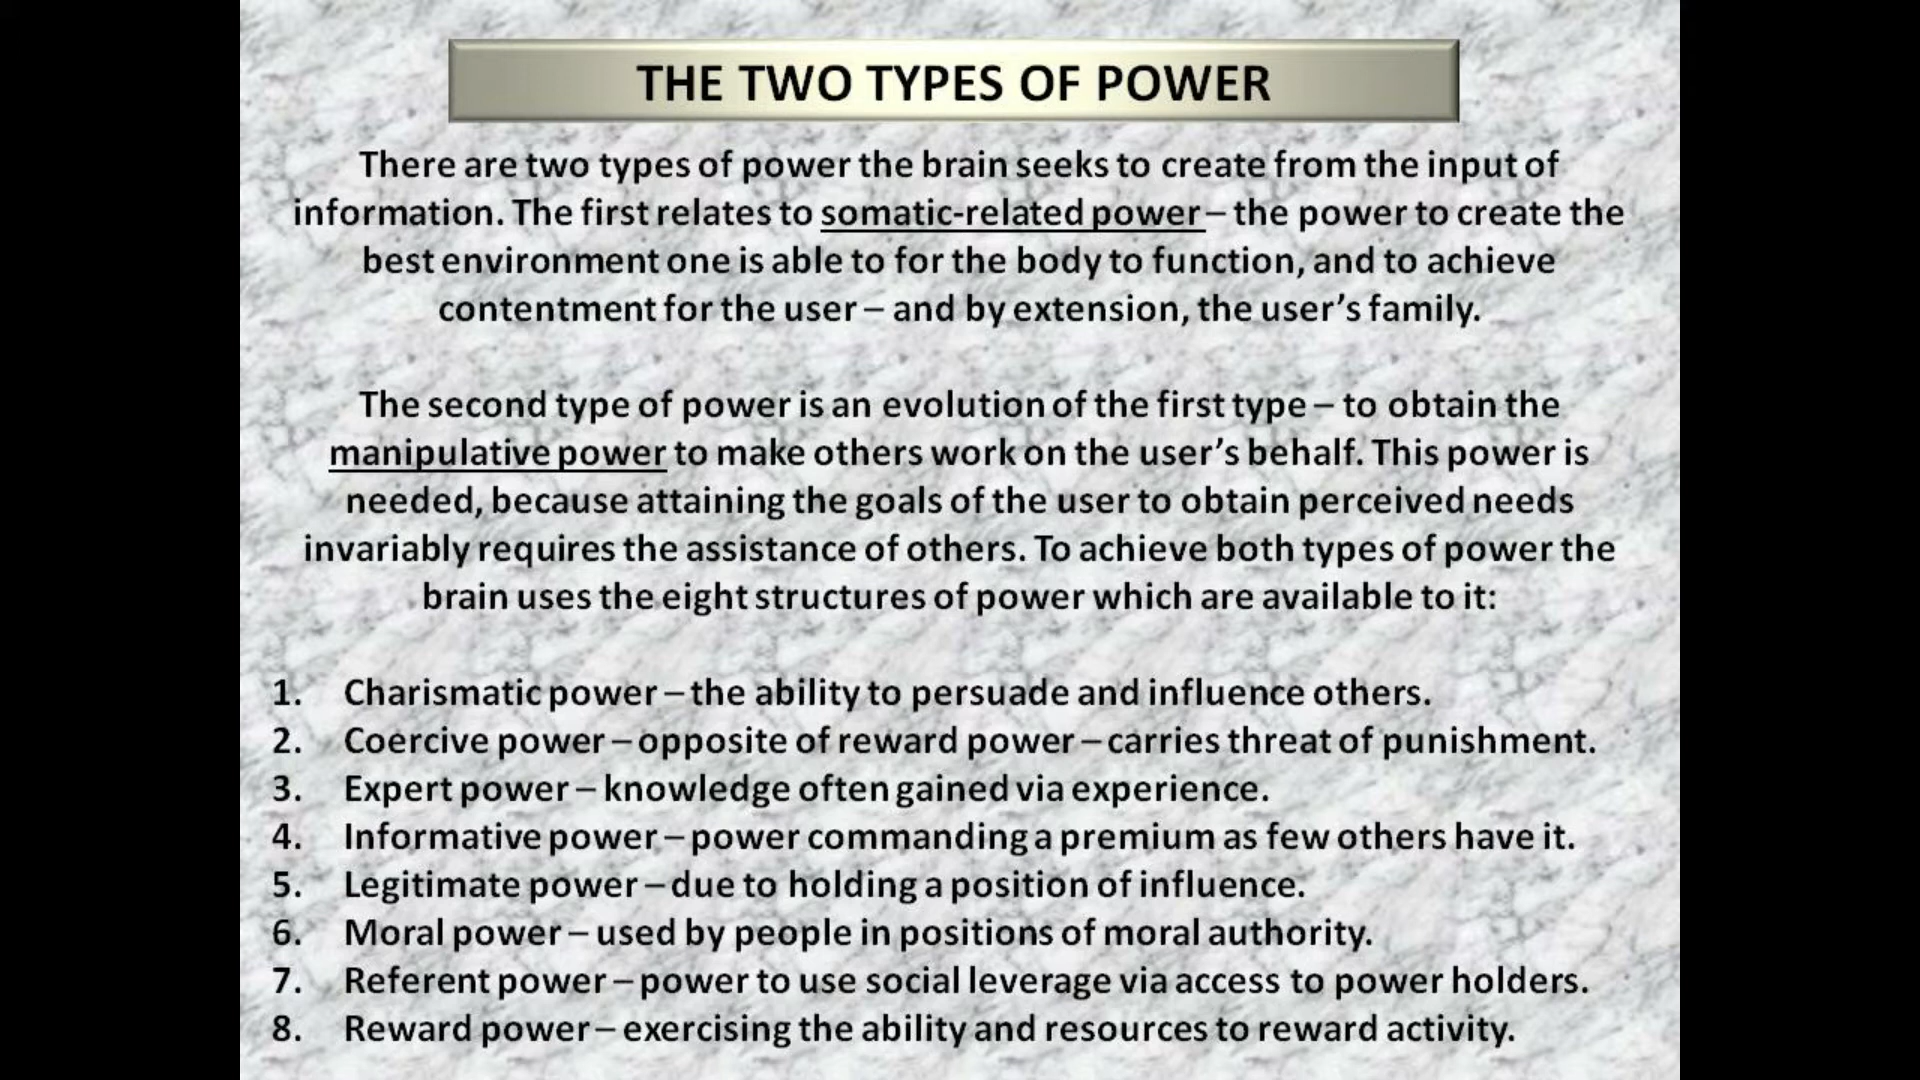 THE TWO TYPES OF POWER
There are two types of power the brain seeks to create from the input of
information. The first relates to somatic-related power – the power to create the
best environment one is able to for the body to function, and to achieve
contentment for the user – and by extension, the user’s family.
The second type of power is an evolution of the first type – to obtain the
manipulative power to make others work on the user’s behalf. This power is
needed, because attaining the goals of the user to obtain perceived needs
invariably requires the assistance of others. To achieve both types of power the
brain uses the eight structures of power which are available to it:
1. Charismatic power – the ability to persuade and influence others.
2. Coercive power – opposite of reward power – carries threat of punishment.
3. Expert power – knowledge often gained via experience.
4. Informative power – power commanding a premium as few others have it.
5. Legitimate power – due to holding a position of influence.
6. Moral power – used by people in positions of moral authority.
7. Referent power – power to use social leverage via access to power holders.
8. Reward power – exercising the ability and resources to reward activity.